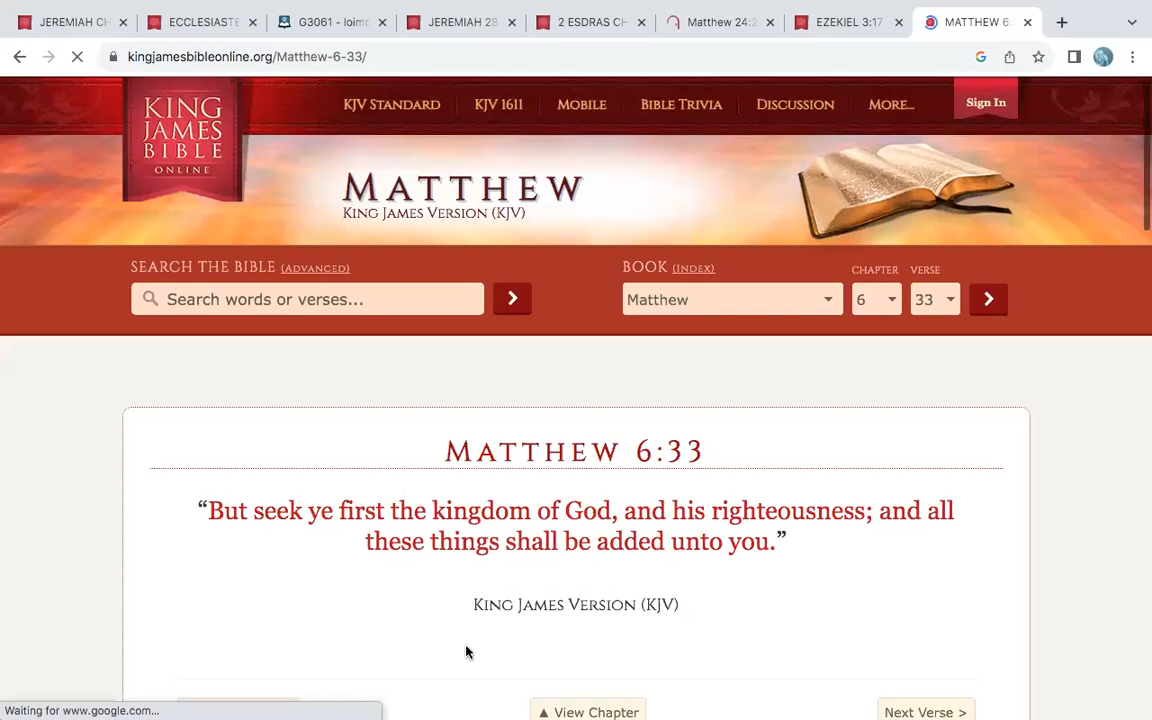 JEREMIAH CH
ECCLESIASTE
G3061 - loimo
JEREMIAH 28
2 ESDRAS CH
Matthew 24:2
EZEKIEL 3:17
MATTHEW 6:
kingjamesbibleonline.org/Matthew-6-33/
KING
JAMES
BIBLE
ONLINE
KJV STANDARD
KJV 1611
MOBILE
BIBLE TRIVIA
DISCUSSION
MORE...
Sign In
MATTHEW
KING JAMES VERSION (KJV)
SEARCH THE BIBLE (ADVANCED)
Search words or verses...
BOOK (INDEX)
CHAPTER
VERSE
Matthew
6
33
MATTHEW 6:33
“But seek ye first the kingdom of God, and his righteousness; and all
these things shall be added unto you.”
KING JAMES VERSION (KJV)
▲ View Chapter
Next Verse >
Waiting for www.google.com...